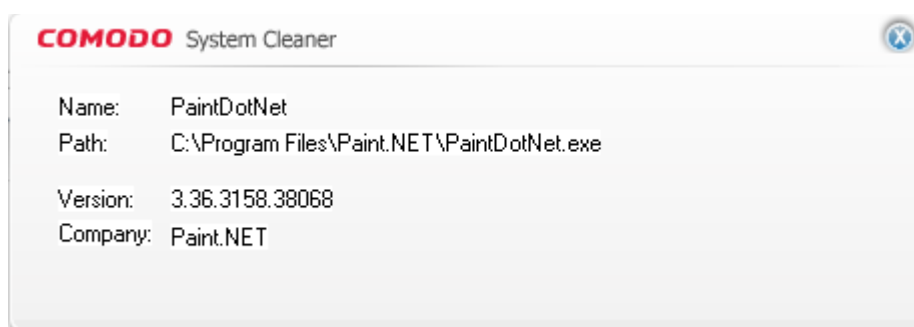 COMODO System Cleaner
Name: PaintDotNet
Path: C:\Program Files\Paint.NET\PaintDotNet.exe
Version: 3.36.3158.38068
Company: Paint.NET